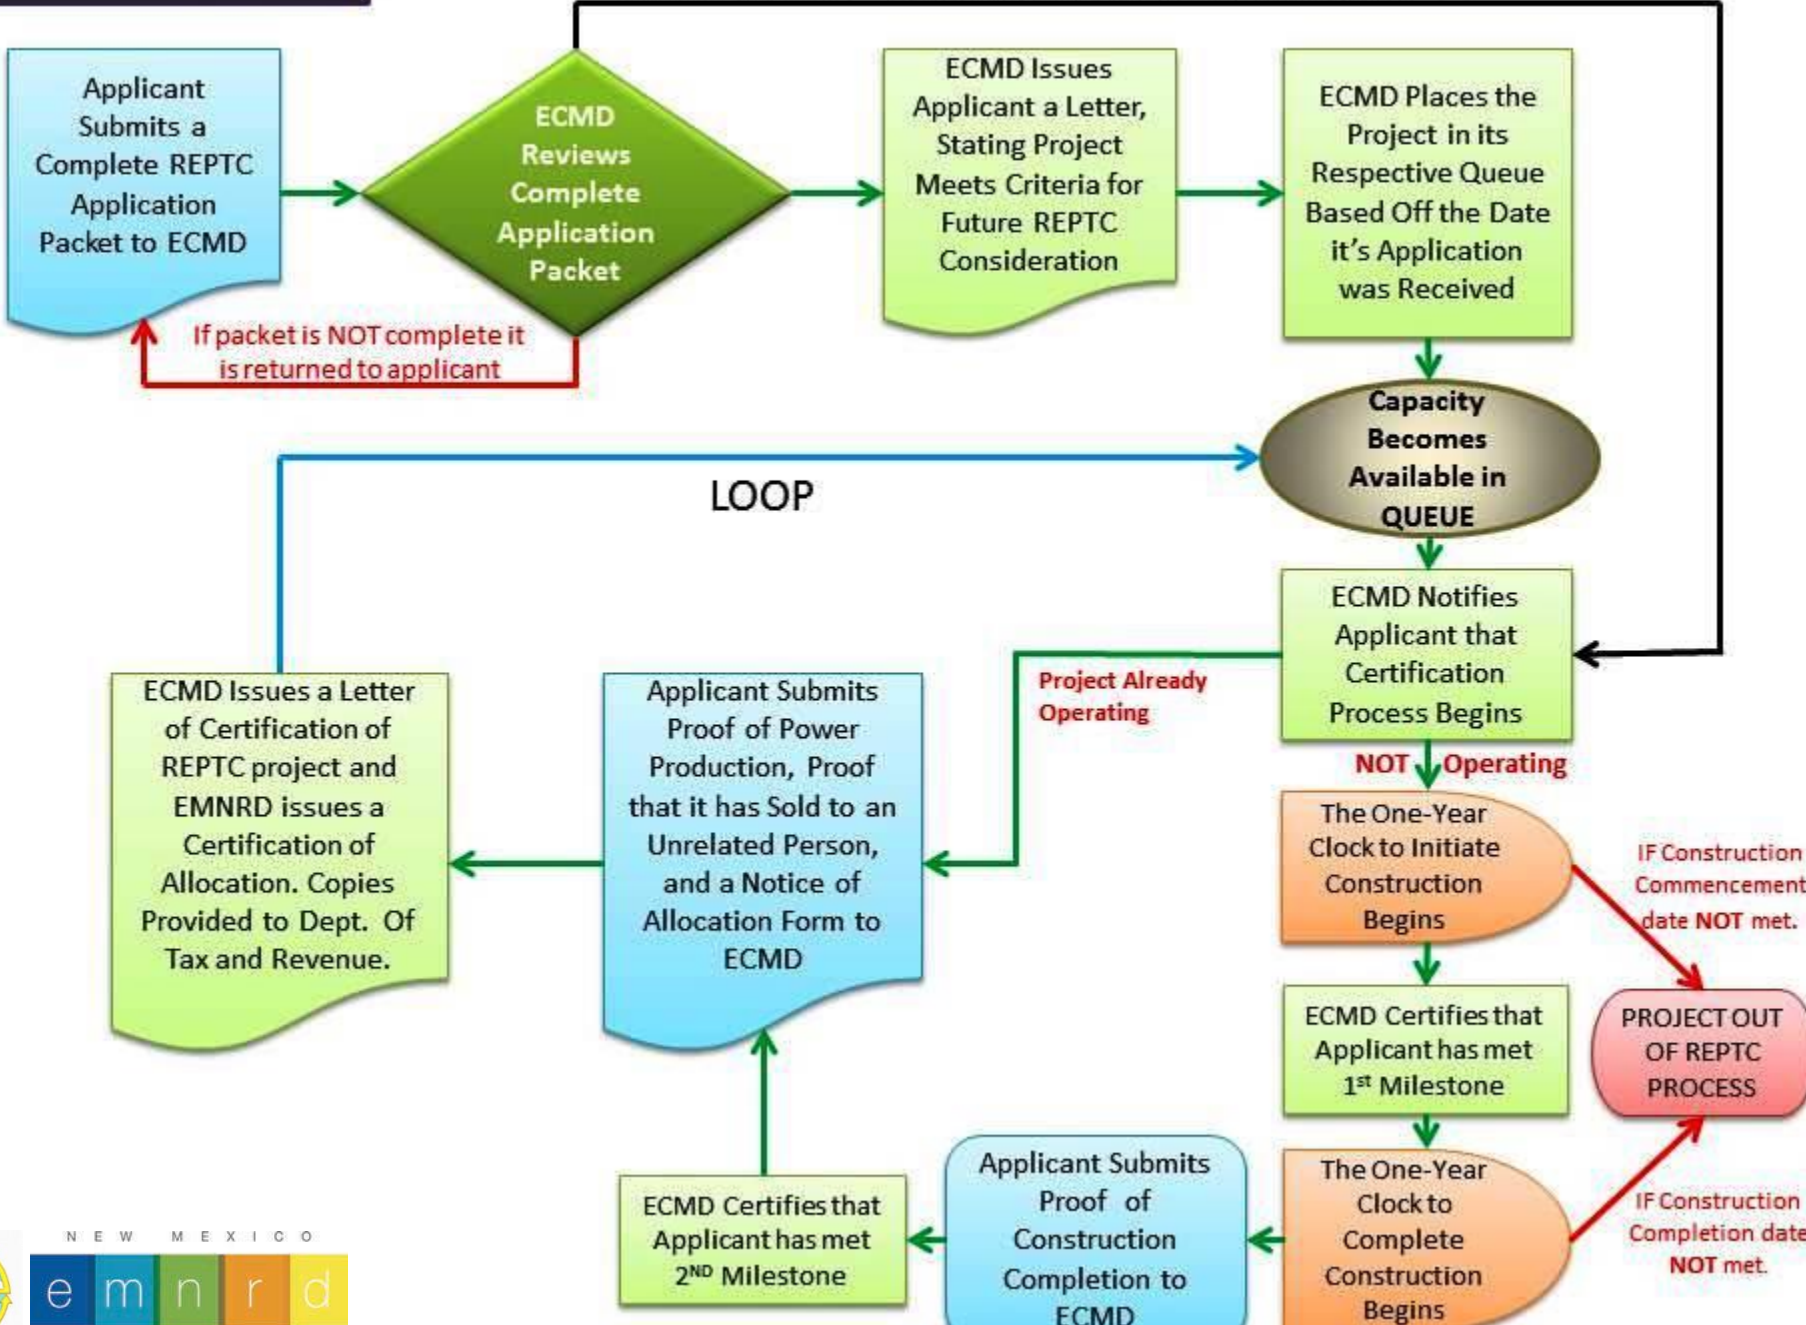 Applicant
Submits a
Complete REPTC
Application
Packet to ECMD
ECMD
Reviews
Complete
Application
Packet
ECMD Issues
Applicant a Letter,
Stating Project
Meets Criteria for
Future REPTC
Consideration
ECMD Places the
Project in its
Respective Queue
Based Off the Date
it's Application
was Received
If packet is NOT complete it
is returned to applicant
Capacity
Becomes
Available in
QUEUE
LOOP
ECMD Notifies
Applicant that
Certification
Process Begins
Project Already
Operating
NOT Operating
ECMD Issues a Letter
of Certification of
REPTC project and
EMNRD issues a
Certification of
Allocation. Copies
Provided to Dept. Of
Tax and Revenue.
Applicant Submits
Proof of Power
Production, Proof
that it has Sold to an
Unrelated Person,
and a Notice of
Allocation Form to
ECMD
The One-Year
Clock to Initiate
Construction
Begins
IF Construction
Commencement
date NOT met.
ECMD Certifies that
Applicant has met
1st Milestone
PROJECT OUT
OF REPTC
PROCESS
The One-Year
Clock to
Complete
Construction
Begins
IF Construction
Completion date
NOT met.
Applicant Submits
Proof of
Construction
Completion to
ECMD
ECMD Certifies that
Applicant has met
2ND Milestone
NEW MEXICO
emnrd